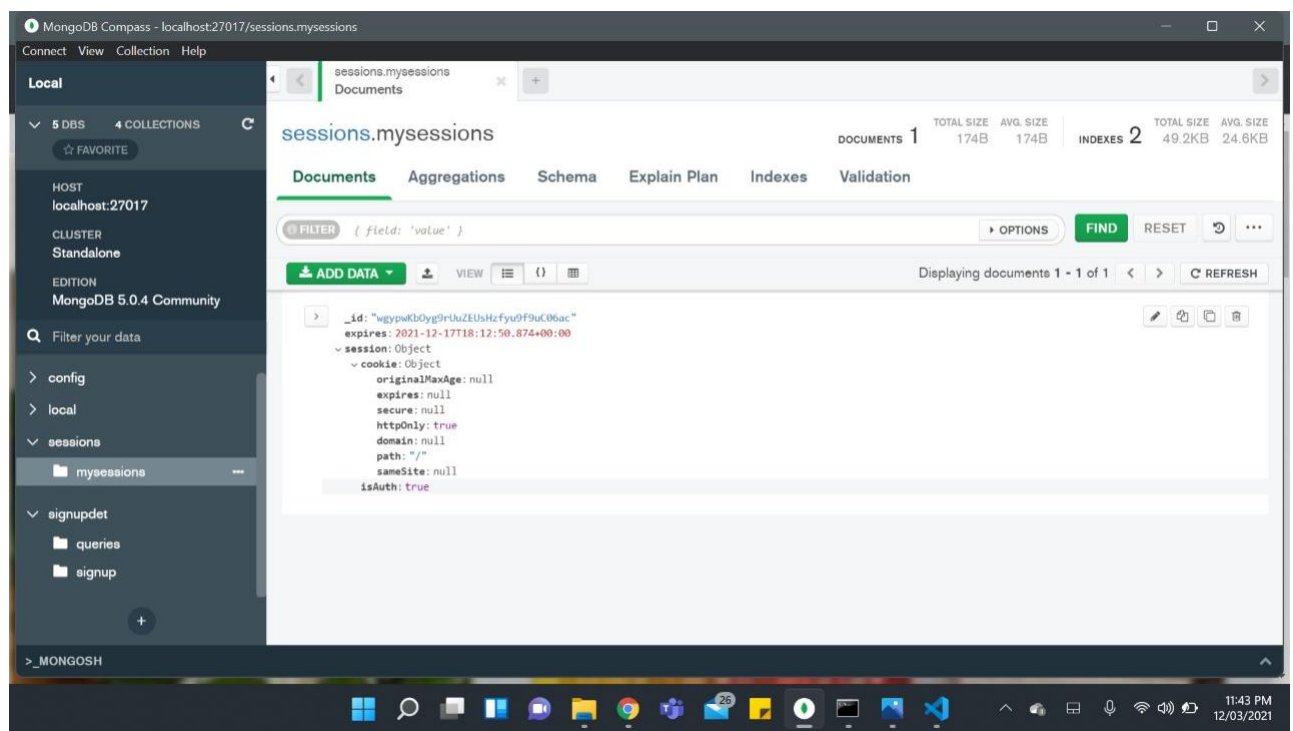 MongoDB Compass - localhost:27017/sessions.mysessions
Connect View Collection Help
Local
sessions.mysessions
Documents
5 DBS 4 COLLECTIONS
FAVORITE
sessions.mysessions
DOCUMENTS 1 TOTAL SIZE 174B AVG. SIZE 174B INDEXES 2 TOTAL SIZE 49.2KB AVG. SIZE 24.6KB
Documents Aggregations Schema Explain Plan Indexes Validation
HOST
localhost:27017
CLUSTER
Standalone
EDITION
MongoDB 5.0.4 Community
FILTER { field: 'value' } OPTIONS FIND RESET
ADD DATA VIEW Displaying documents 1 - 1 of 1 REFRESH
Filter your data
config
local
sessions
mysessions
signupdet
queries
signup
_id: "wgypwKbOyg9rUuZEUsHzfyu9f9uC06ac"
expires: 2021-12-17T18:12:50.874+00:00
session: Object
cookie: Object
originalMaxAge: null
expires: null
secure: null
httpOnly: true
domain: null
path: "/"
sameSite: null
isAuth: true
>_MONGOSH
26
11:43 PM
12/03/2021